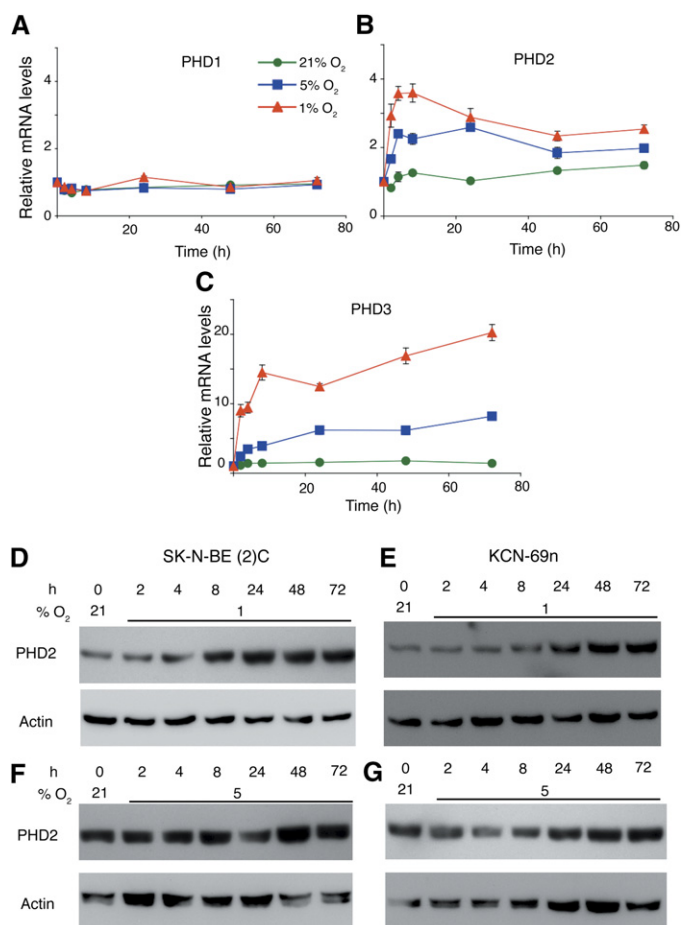 A
PHD1
21% O2
5% O2
1% O2
Relative mRNA levels
4
2
0
0 20 40 60 80
Time (h)
B
PHD2
6
4
2
0
0 20 40 60 80
Time (h)
C
PHD3
Relative mRNA levels
20
10
0
0 20 40 60 80
Time (h)
D
SK-N-BE (2)C
h 0 2 4 8 24 48 72
% O2 21 1
PHD2
Actin
E
KCN-69n
0 2 4 8 24 48 72
21 1
F
h 0 2 4 8 24 48 72
% O2 21 5
PHD2
Actin
G
0 2 4 8 24 48 72
21 5